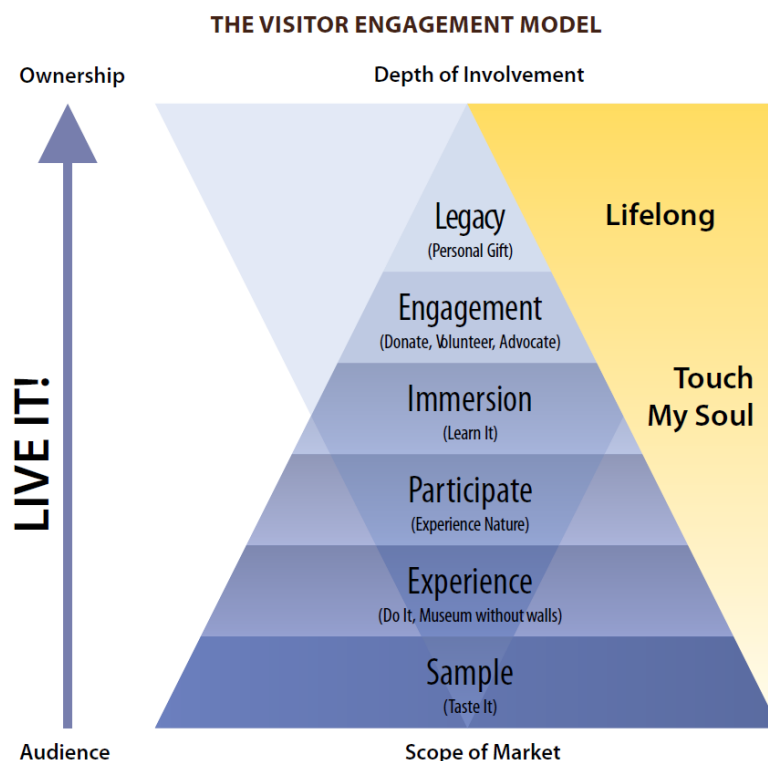 THE VISITOR ENGAGEMENT MODEL
Ownership
Depth of Involvement
Legacy
(Personal Gift)
Lifelong
Engagement
(Donate, Volunteer, Advocate)
Touch
My Soul
LIVE IT!
Immersion
(Learn It)
Participate
(Experience Nature)
Experience
(Do It, Museum without walls)
Sample
(Taste It)
Audience
Scope of Market